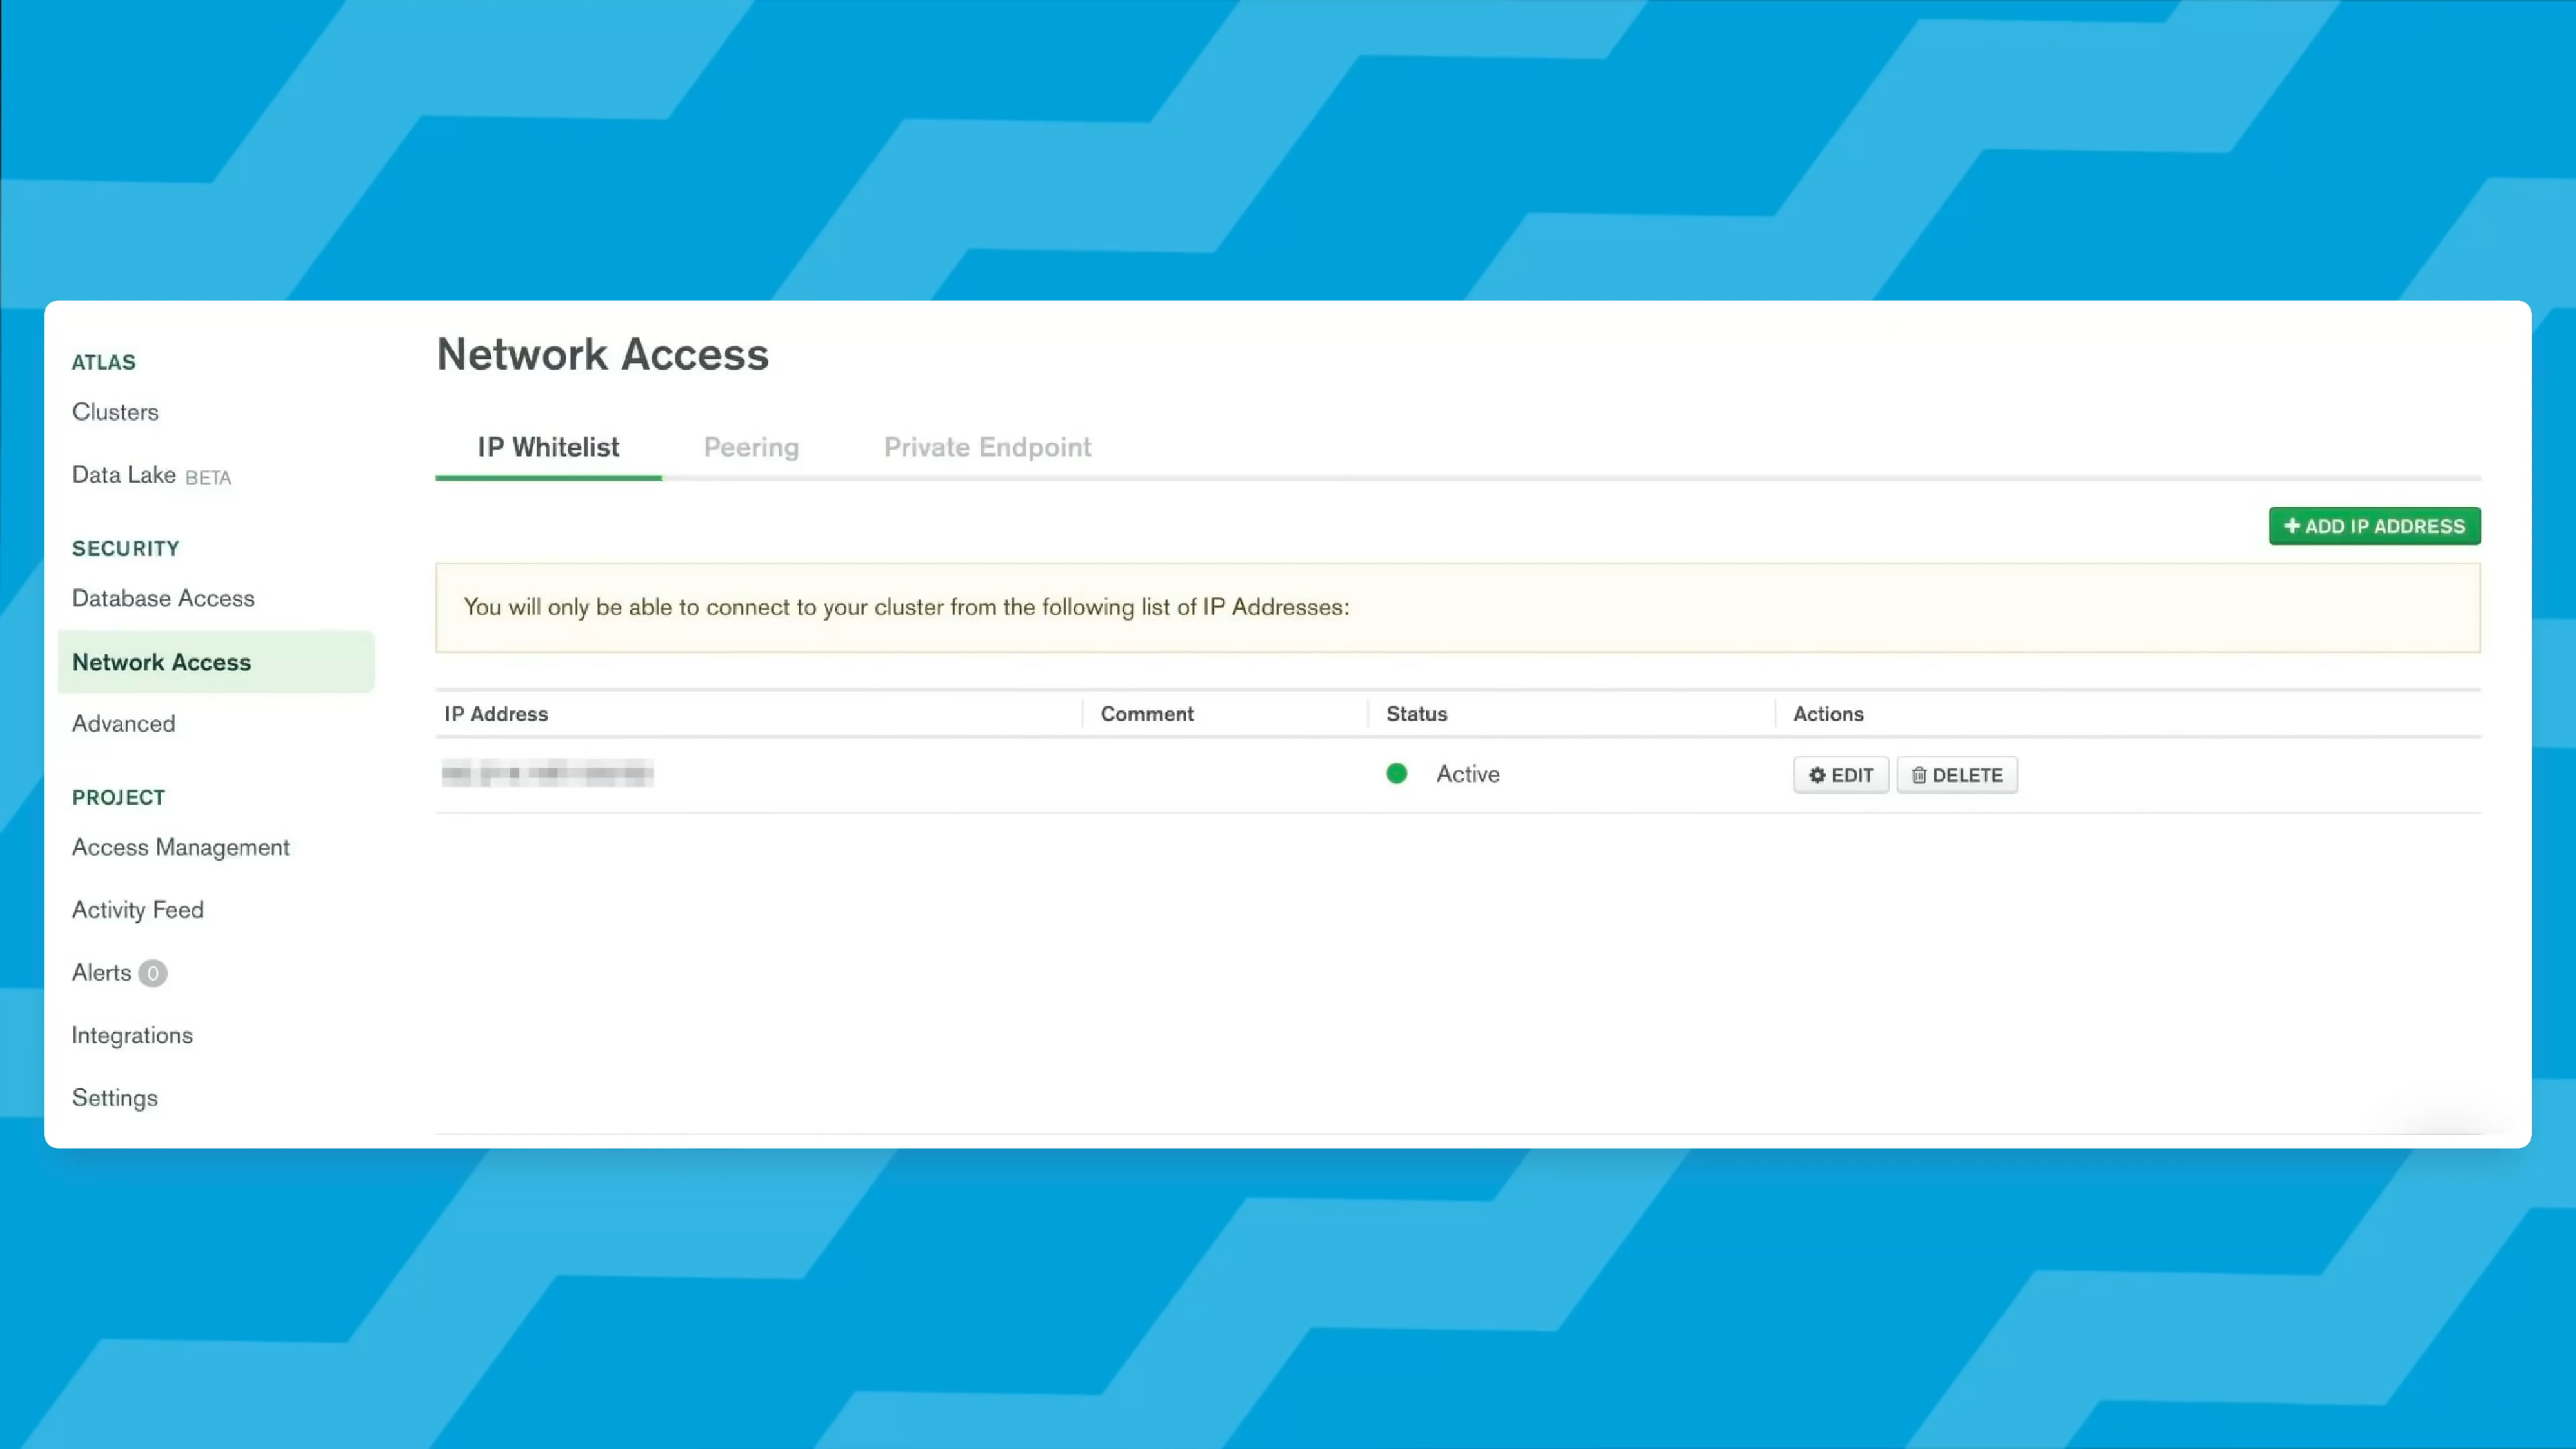 ATLAS
Clusters
Data Lake BETA
SECURITY
Database Access
Network Access
Advanced
PROJECT
Access Management
Activity Feed
Alerts 0
Integrations
Settings
Network Access
IP Whitelist Peering Private Endpoint
+ ADD IP ADDRESS
You will only be able to connect to your cluster from the following list of IP Addresses:
IP Address Comment Status Actions
Active EDIT DELETE